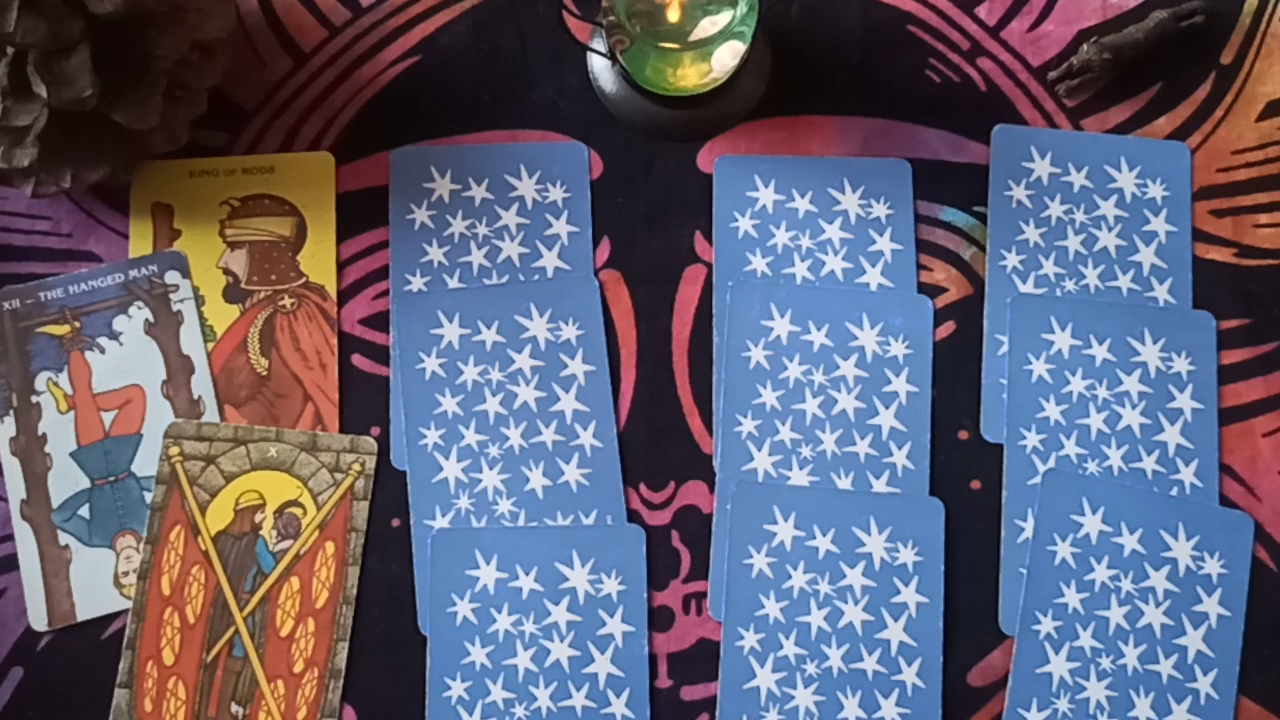 KING OF RODS
XII – THE HANGED MAN
X